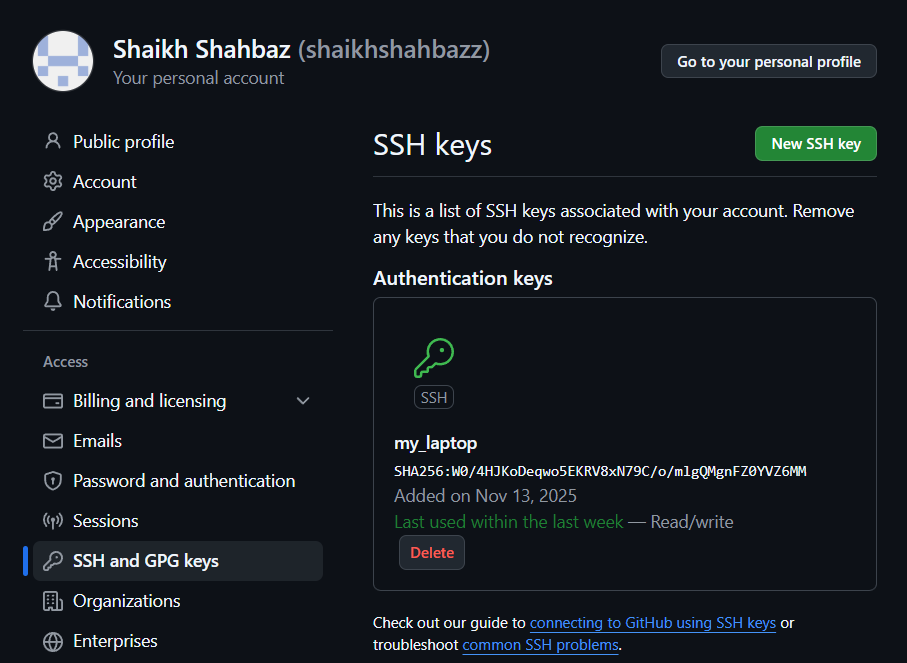 Shaikh Shahbaz (shaikhshahbazz)
Your personal account
Go to your personal profile
Public profile
Account
Appearance
Accessibility
Notifications
Access
Billing and licensing
Emails
Password and authentication
Sessions
SSH and GPG keys
Organizations
Enterprises
SSH keys
New SSH key
This is a list of SSH keys associated with your account. Remove
any keys that you do not recognize.
Authentication keys
SSH
my_laptop
SHA256:W0/4HJKoDeqwo5EKRV8xN79C/o/mlgQMgnFZ0YVZ6MM
Added on Nov 13, 2025
Last used within the last week — Read/write
Delete
Check out our guide to connecting to GitHub using SSH keys or
troubleshoot common SSH problems.